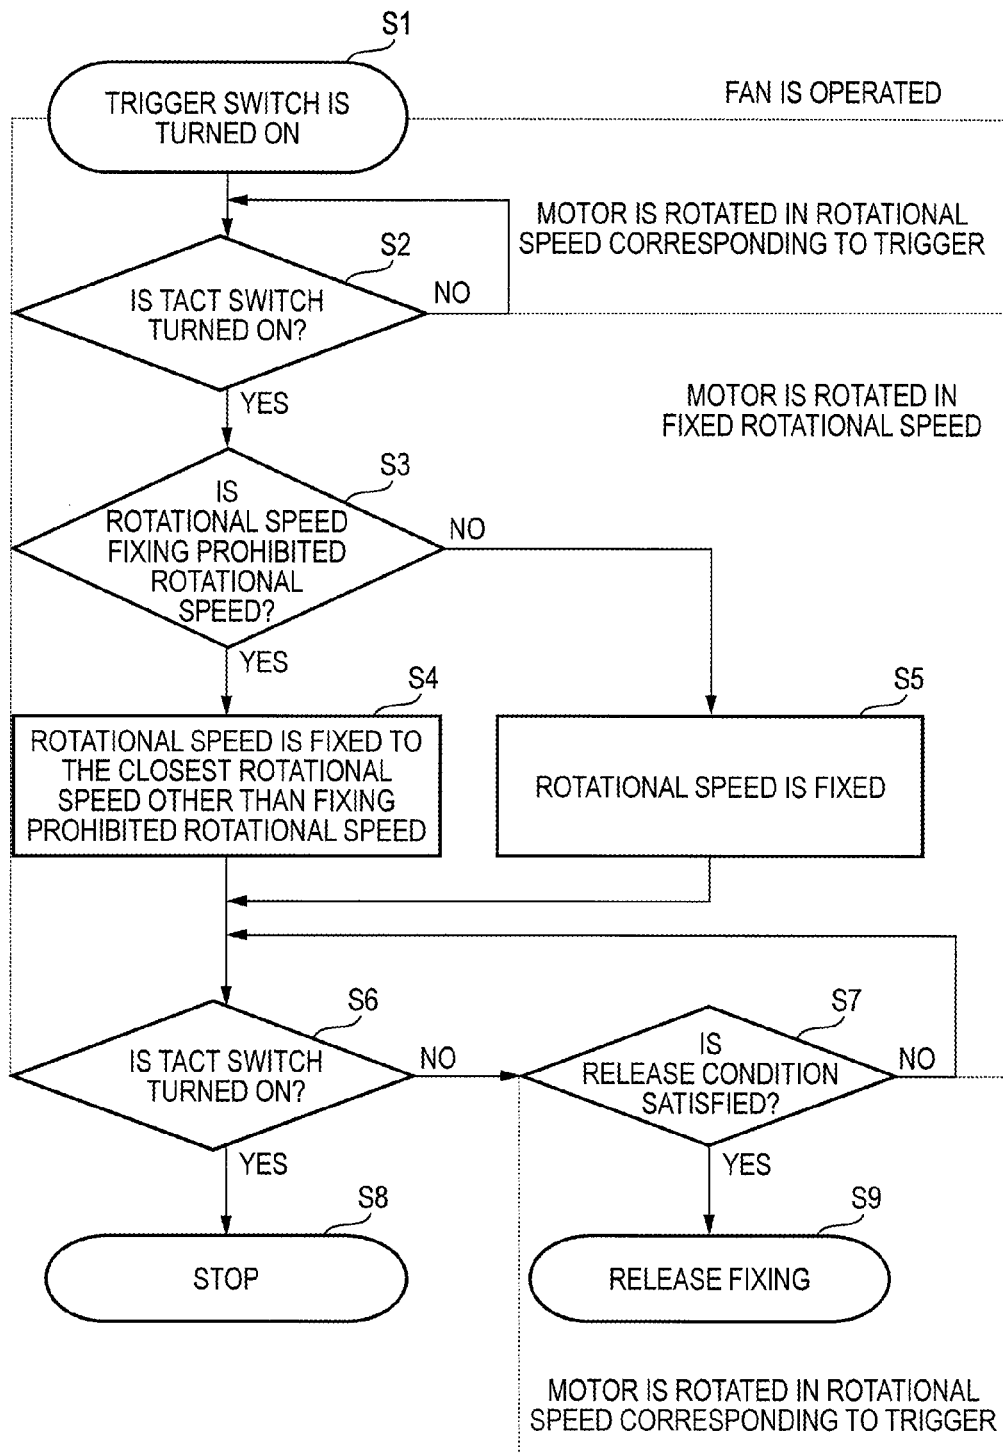 S1
TRIGGER SWITCH IS
TURNED ON
FAN IS OPERATED
MOTOR IS ROTATED IN ROTATIONAL
SPEED CORRESPONDING TO TRIGGER
S2
IS TACT SWITCH
TURNED ON?
NO
YES
MOTOR IS ROTATED IN
FIXED ROTATIONAL SPEED
S3
IS
ROTATIONAL SPEED
FIXING PROHIBITED
ROTATIONAL
SPEED?
NO
YES
S4
ROTATIONAL SPEED IS FIXED TO
THE CLOSEST ROTATIONAL
SPEED OTHER THAN FIXING
PROHIBITED ROTATIONAL SPEED
S5
ROTATIONAL SPEED IS FIXED
S6
IS TACT SWITCH
TURNED ON?
NO
YES
S7
IS
RELEASE CONDITION
SATISFIED?
NO
YES
S8
STOP
S9
RELEASE FIXING
MOTOR IS ROTATED IN ROTATIONAL
SPEED CORRESPONDING TO TRIGGER